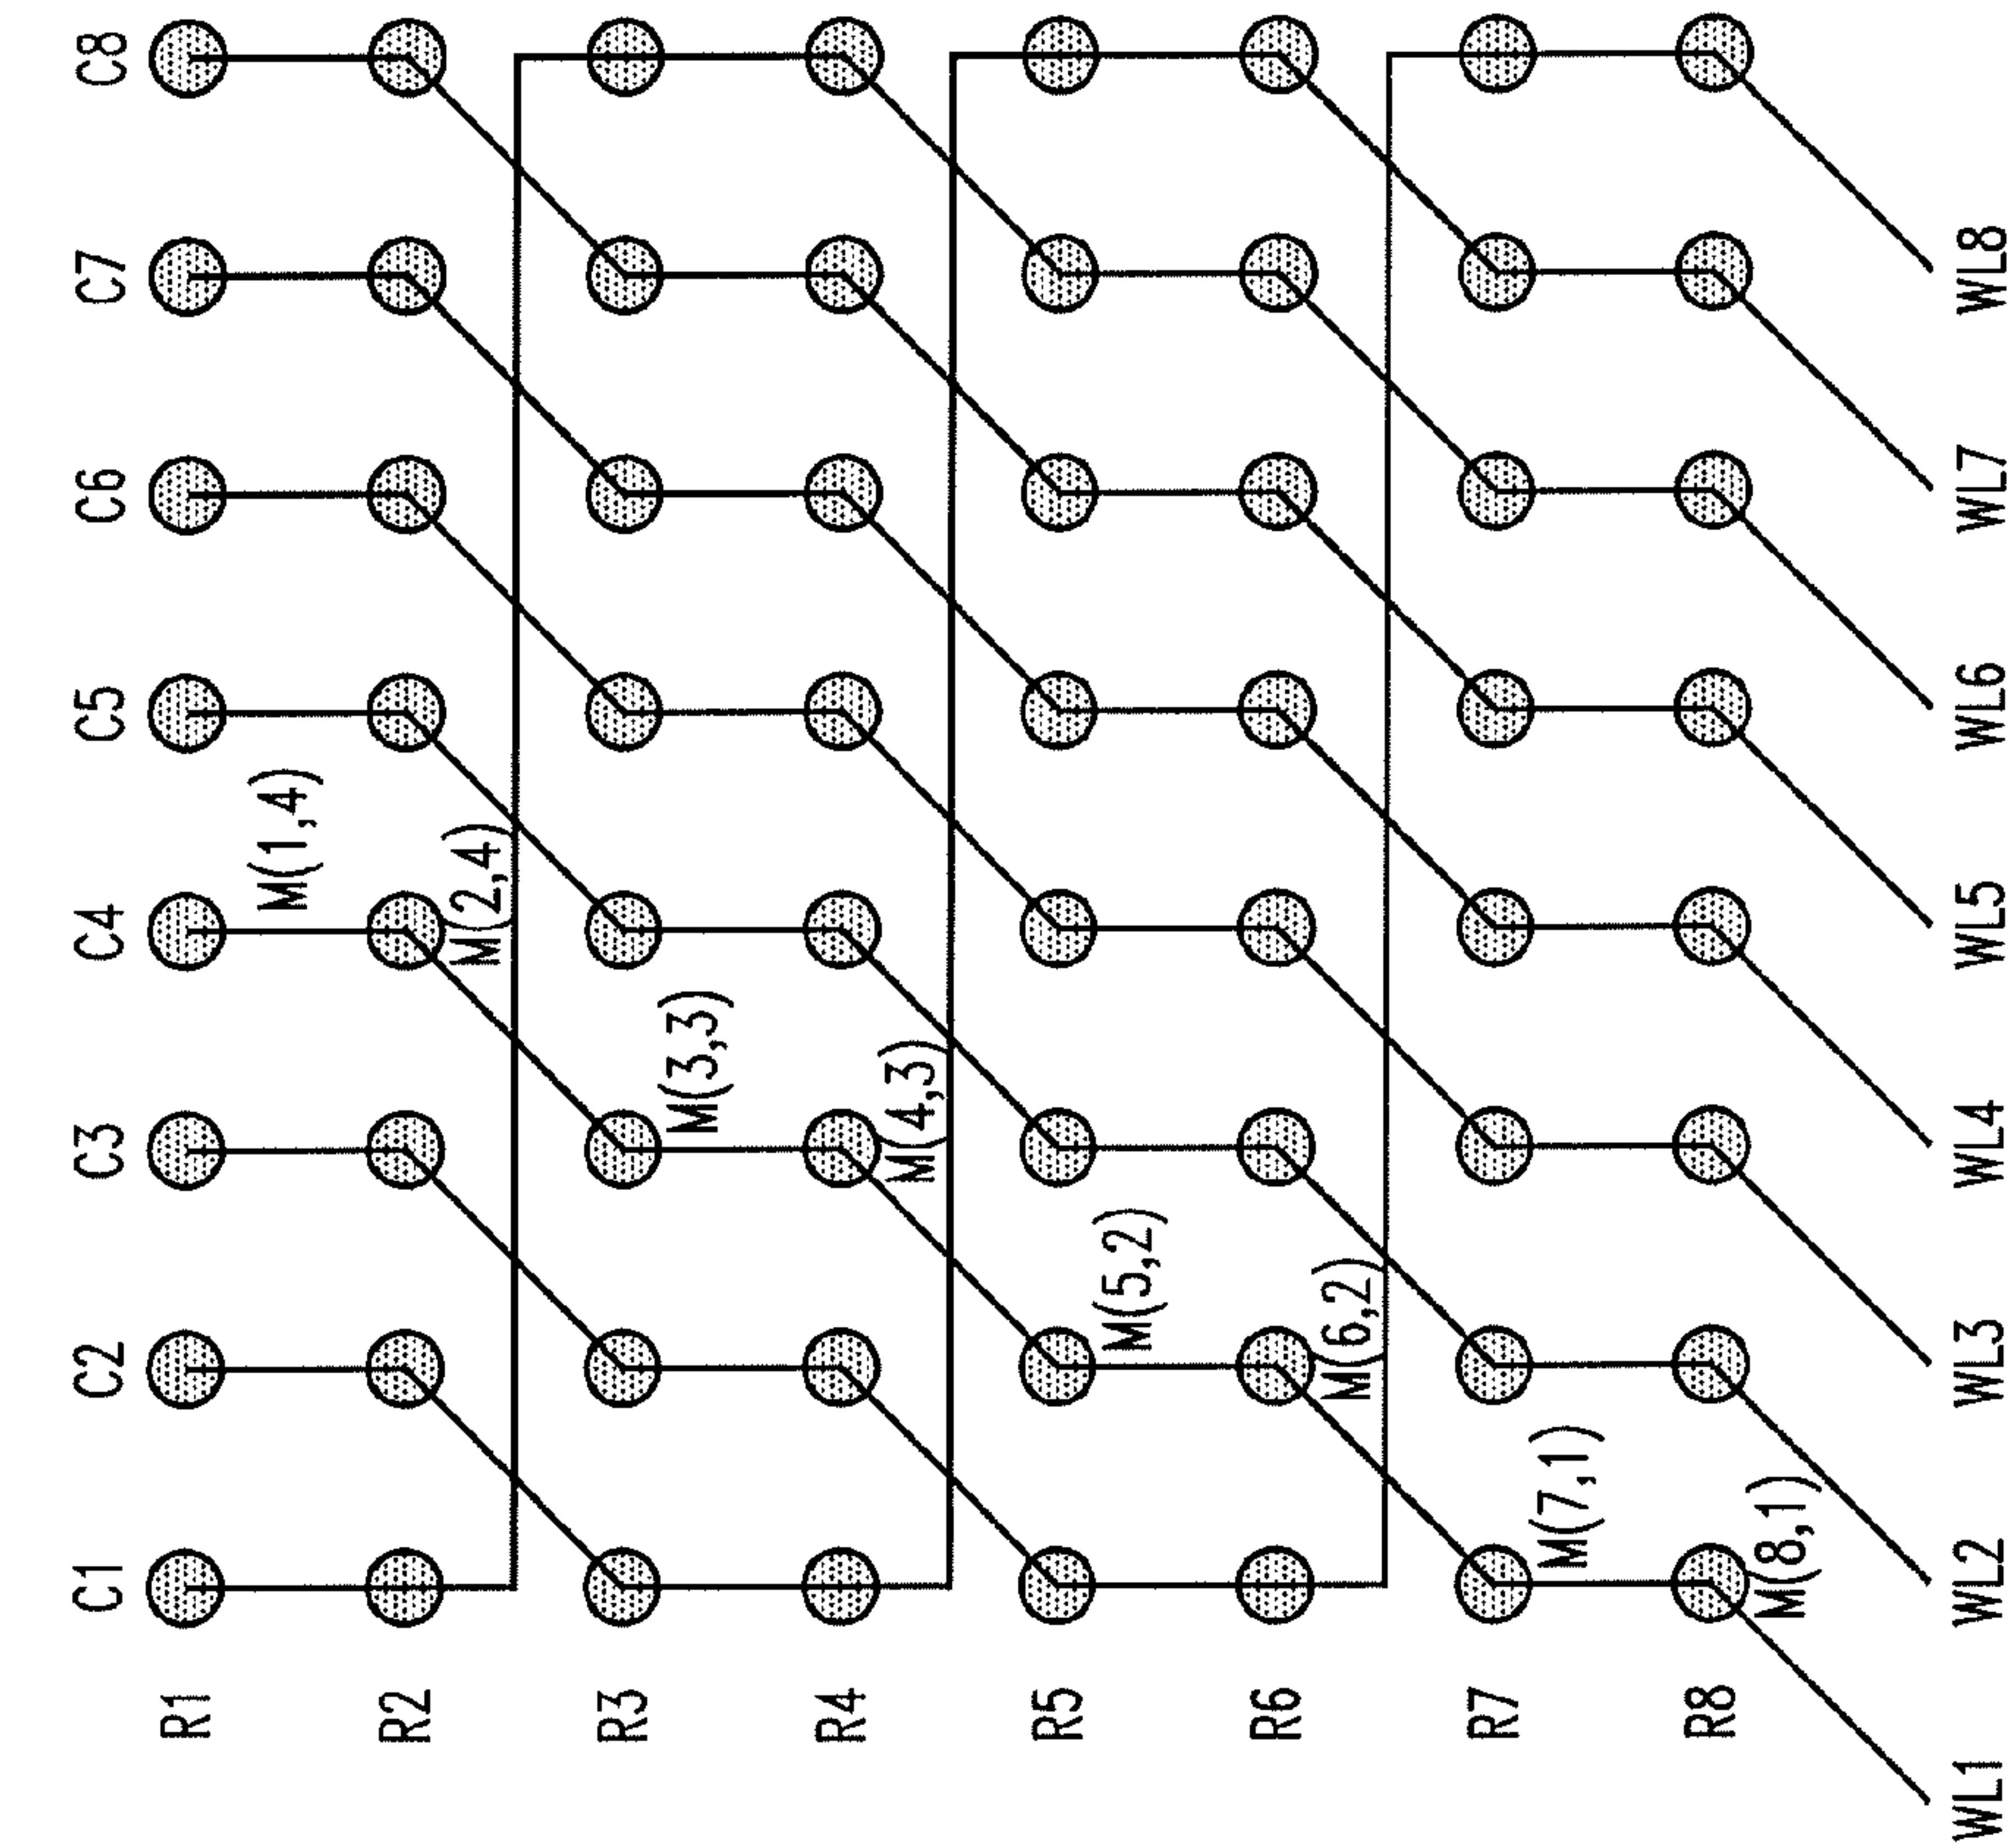 C1 C2 C3 C4 C5 C6 C7 C8
R1
M(1,4)
R2
M(2,4)
R3
M(3,3)
R4
M(4,3)
R5
M(5,2)
R6
M(6,2)
R7
M(7,1)
R8
M(8,1)
WL1 WL2 WL3 WL4 WL5 WL6 WL7 WL8